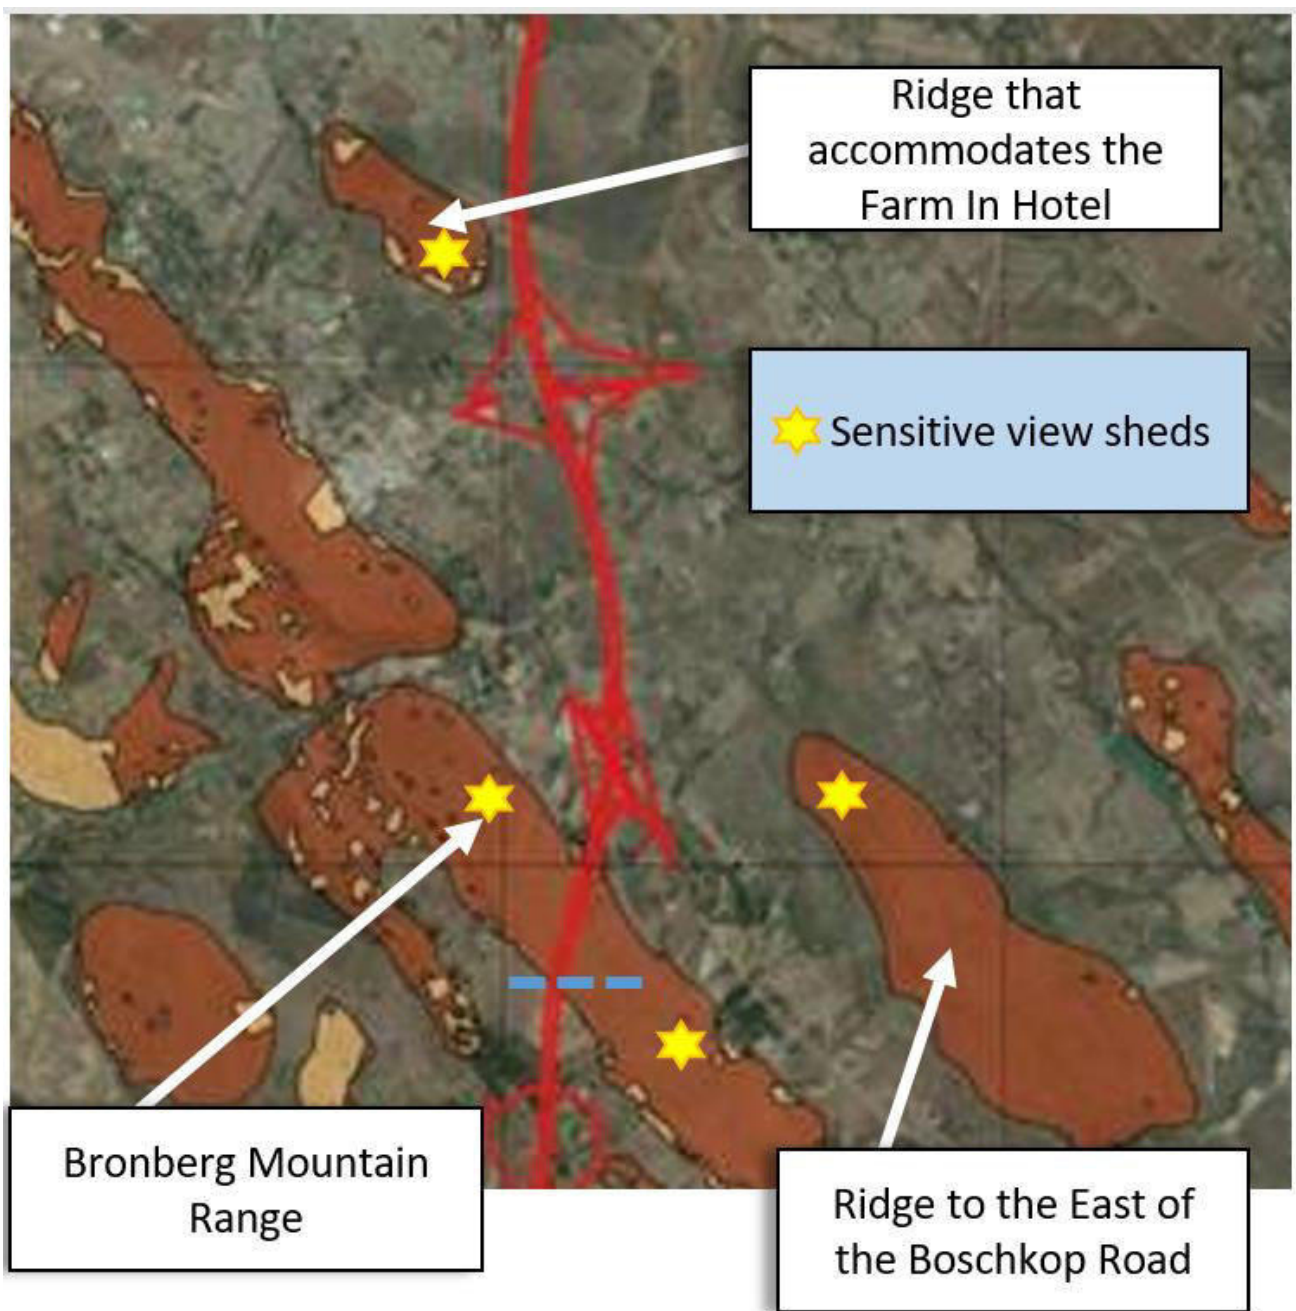 Ridge that
accommodates the
Farm In Hotel
Sensitive view sheds
Bronberg Mountain
Range
Ridge to the East of
the Boschkop Road